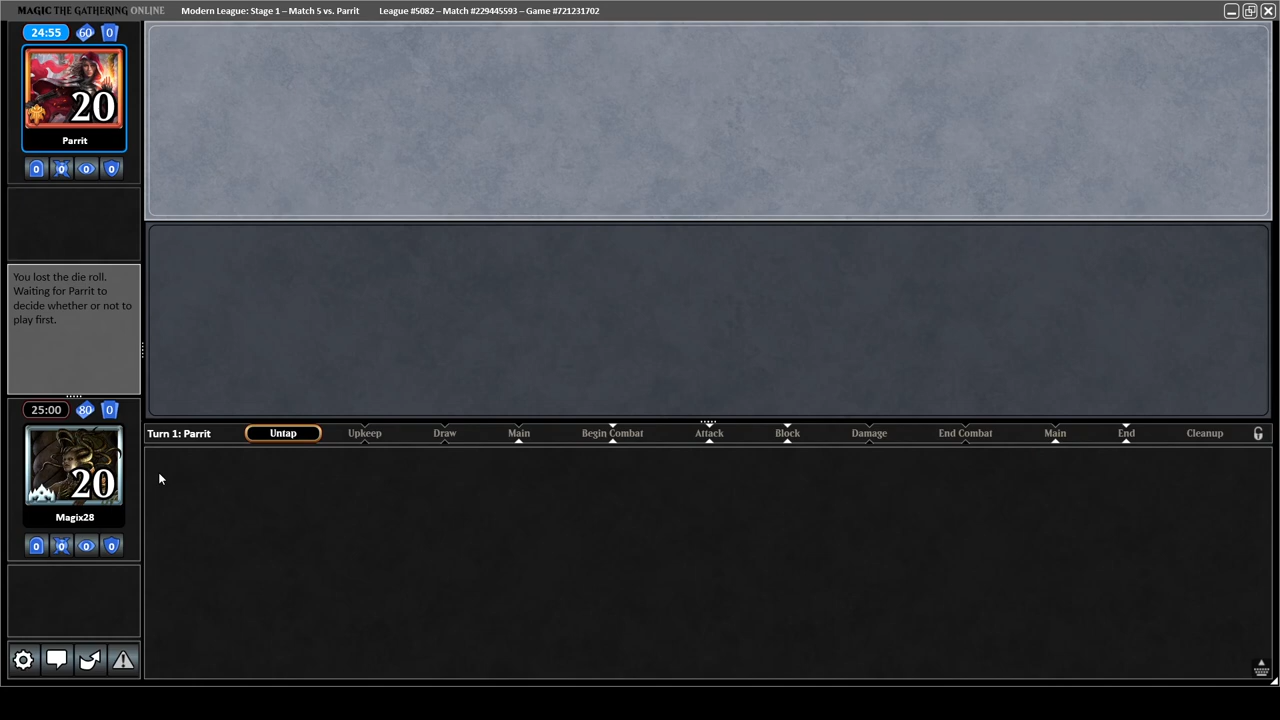 MAGIC THE GATHERING ONLINE Modern League: Stage 1 – Match 5 vs. Parrit League #5082 – Match #229445593 – Game #721231702
24:55 60 0
20
Parrit
0 0 0 0
You lost the die roll.
Waiting for Parrit to
decide whether or not to
play first.
25:00 80 0
Turn 1: Parrit Untap Upkeep Draw Main Begin Combat Attack Block Damage End Combat Main End Cleanup
20
Magix28
0 0 0 0